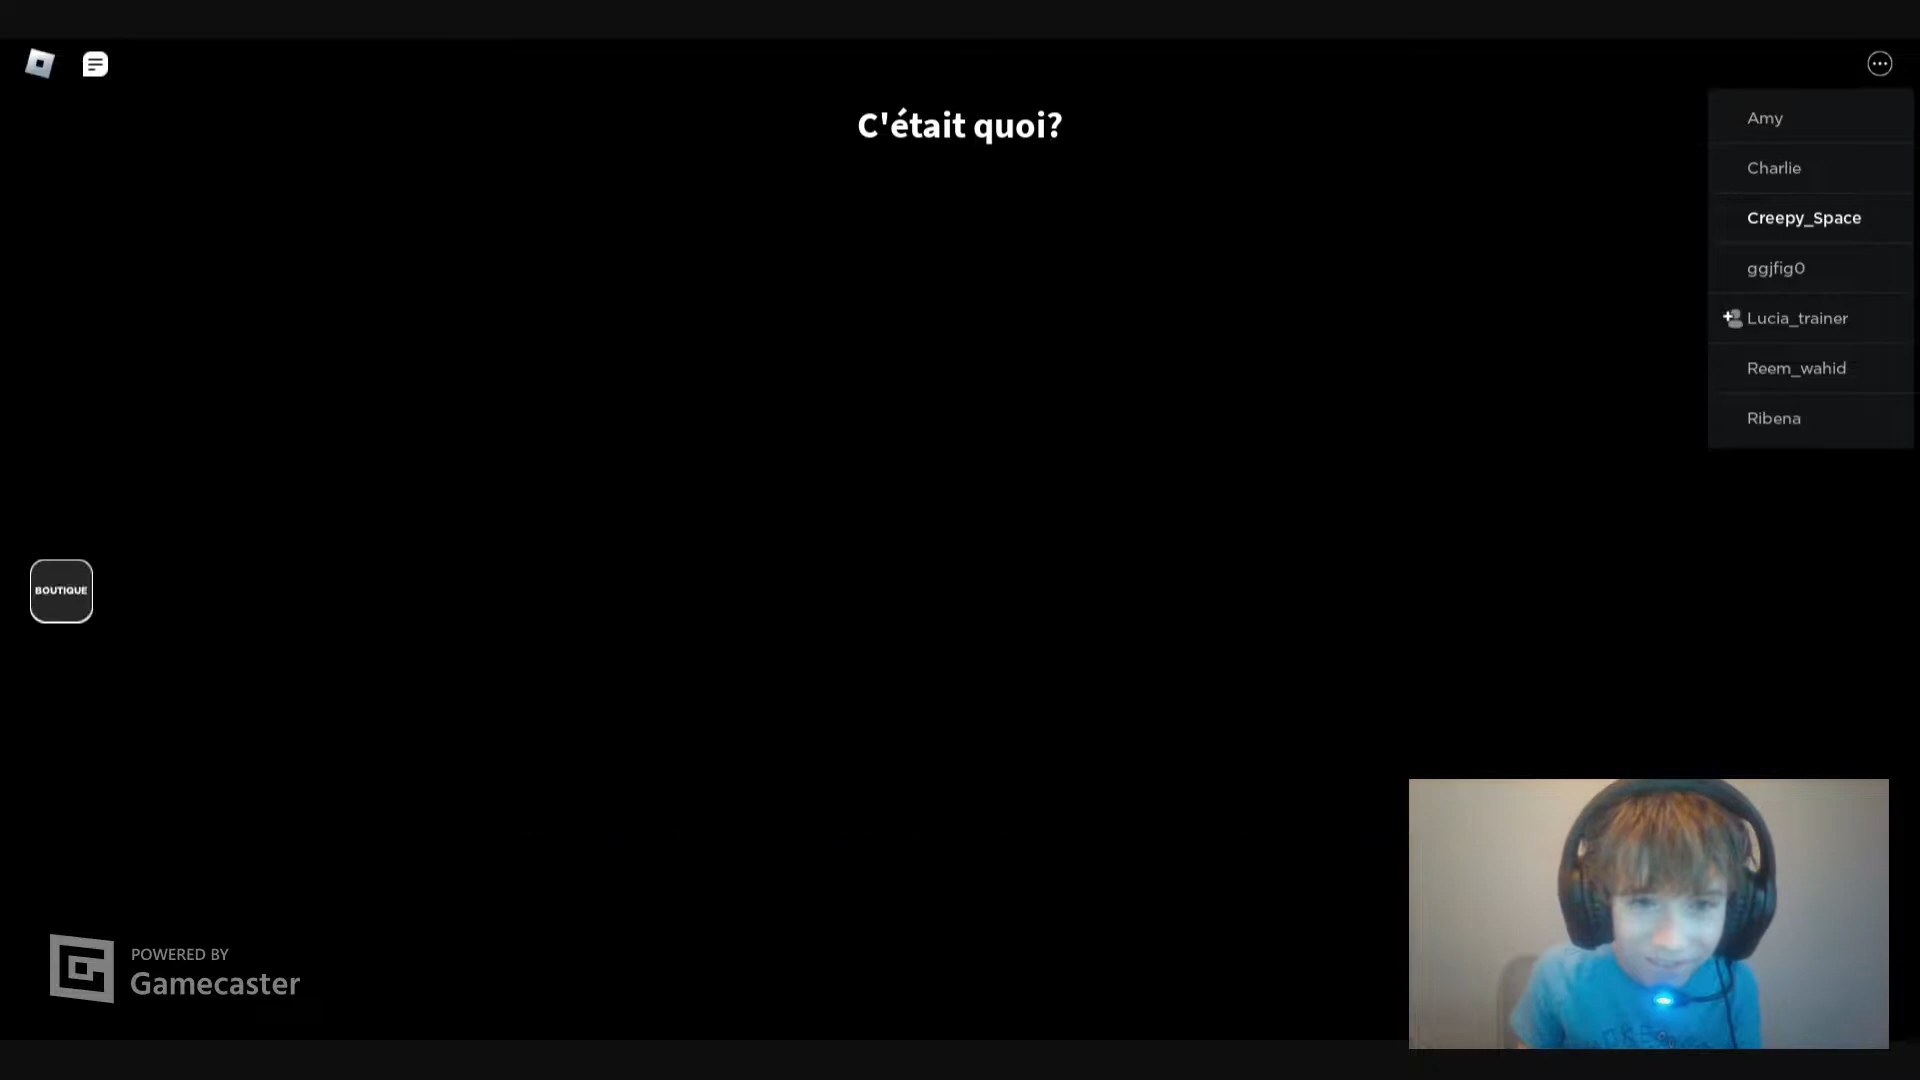 C'était quoi?
Amy
Charlie
Creepy_Space
ggjfig0
Lucia_trainer
Reem_wahid
Ribena
BOUTIQUE
POWERED BY
Gamecaster